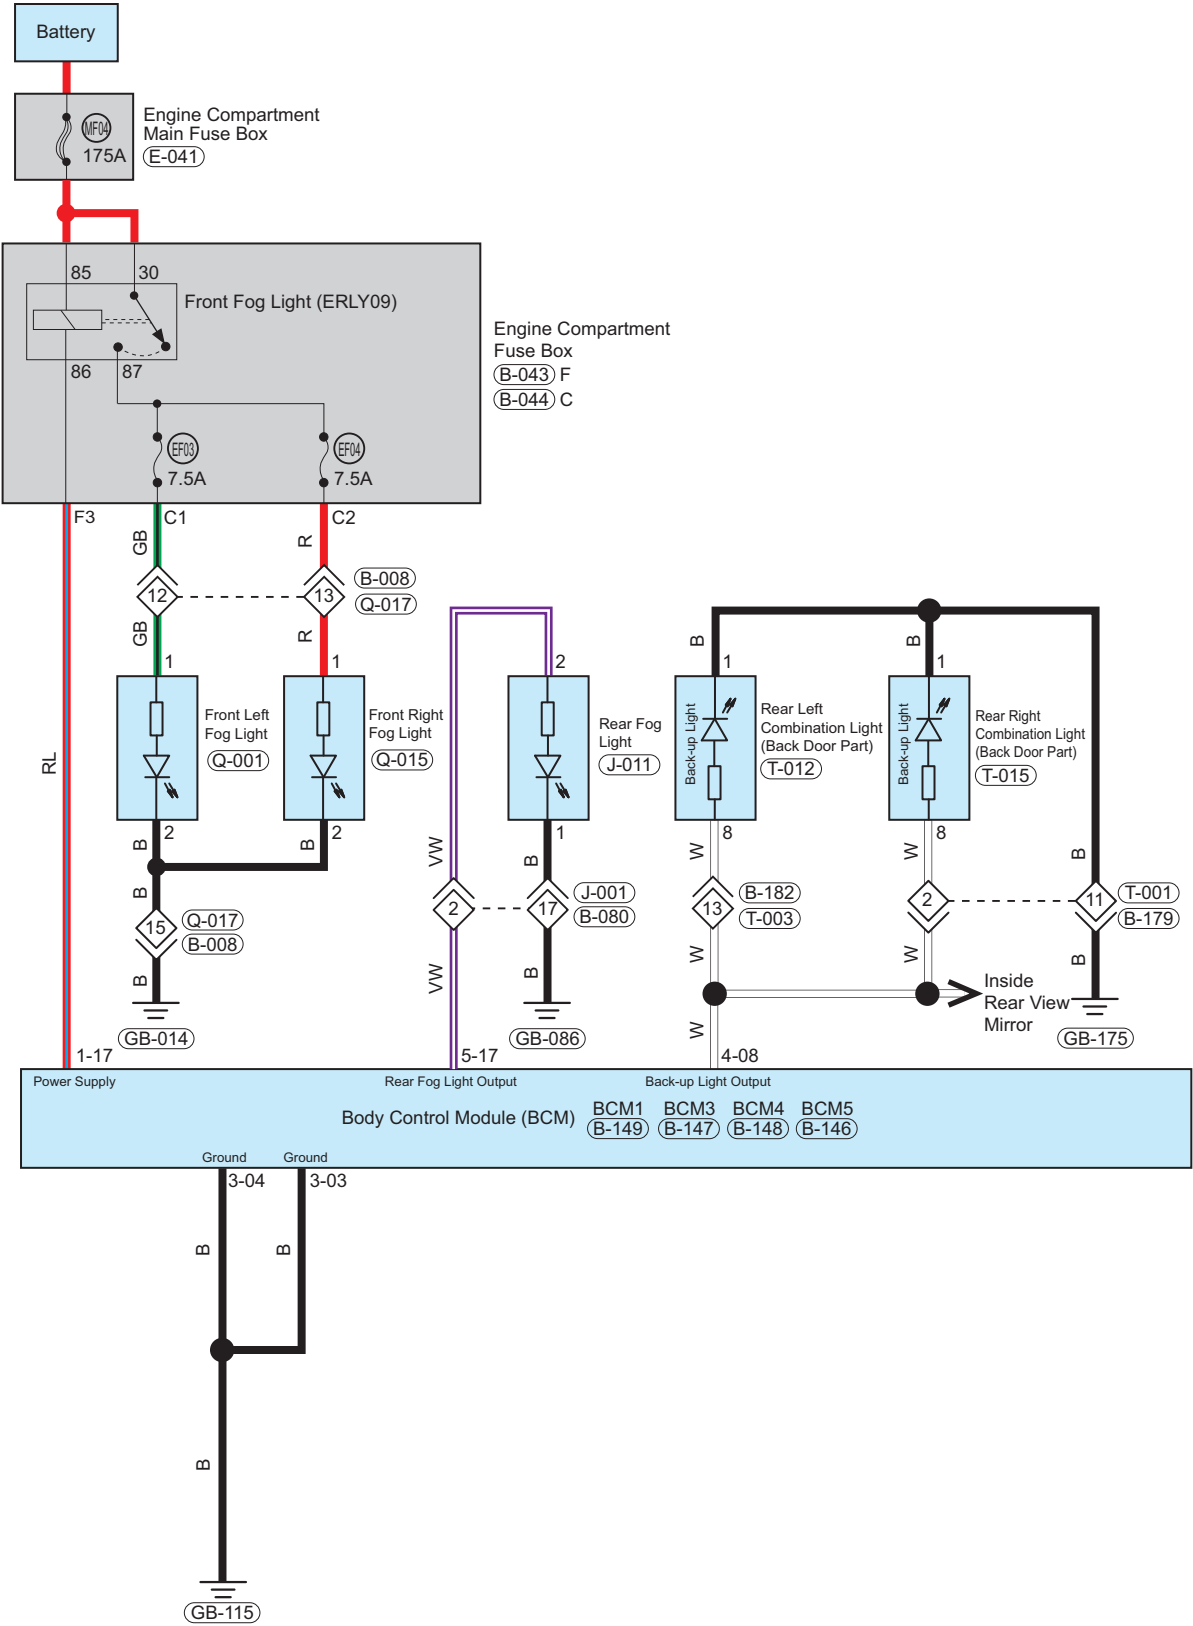 Battery
MF04
175A
Engine Compartment
Main Fuse Box
E-041
85
30
Front Fog Light (ERLY09)
86
87
Engine Compartment
Fuse Box
B-043 F
B-044 C
EF03
7.5A
EF04
7.5A
F3
C1
C2
GB
R
12
13
B-008
Q-017
GB
R
1
1
2
B
1
B
1
RL
Front Left
Fog Light
Q-001
Front Right
Fog Light
Q-015
Rear Fog
Light
J-011
Back-up Light
Rear Left
Combination Light
(Back Door Part)
T-012
Back-up Light
Rear Right
Combination Light
(Back Door Part)
T-015
2
2
1
8
8
B
B
VW
B
W
W
B
B
15
Q-017
B-008
2
17
J-001
B-080
13
B-182
T-003
2
11
T-001
B-179
B
VW
B
W
W
B
Inside
Rear View
Mirror
GB-014
GB-086
GB-175
W
1-17
5-17
4-08
Power Supply
Rear Fog Light Output
Back-up Light Output
Body Control Module (BCM)
BCM1
BCM3
BCM4
BCM5
B-149
B-147
B-148
B-146
Ground
Ground
3-04
3-03
B
B
B
GB-115